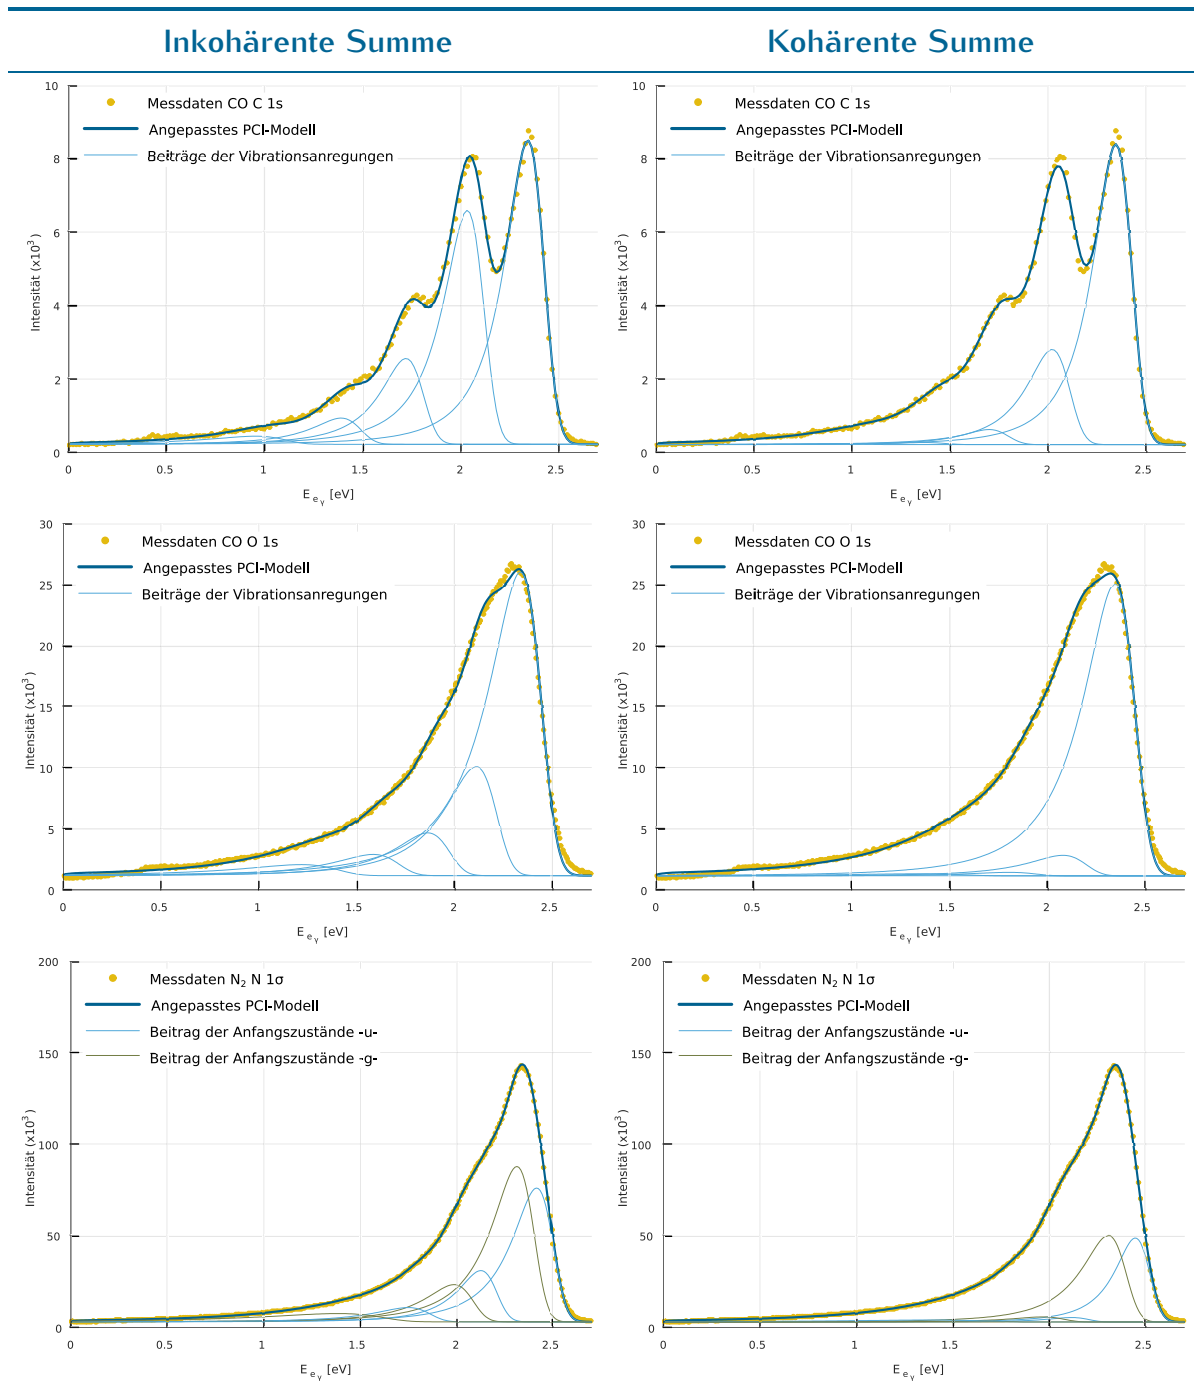 Inkohärente Summe
Kohärente Summe
10
8
6
4
2
0
Intensität (x10³)
Messdaten CO C 1s
Angepasstes PCI-Modell
Beiträge der Vibrationsanregungen
0 0.5 1 1.5 2 2.5
E eγ [eV]
10
8
6
4
2
0
Intensität (x10³)
Messdaten CO C 1s
Angepasstes PCI-Modell
Beiträge der Vibrationsanregungen
0 0.5 1 1.5 2 2.5
E eγ [eV]
30
25
20
15
10
5
0
Intensität (x10³)
Messdaten CO O 1s
Angepasstes PCI-Modell
Beiträge der Vibrationsanregungen
0 0.5 1 1.5 2 2.5
E eγ [eV]
30
25
20
15
10
5
0
Intensität (x10³)
Messdaten CO O 1s
Angepasstes PCI-Modell
Beiträge der Vibrationsanregungen
0 0.5 1 1.5 2 2.5
E eγ [eV]
200
150
100
50
0
Intensität (x10³)
Messdaten N₂ N 1σ
Angepasstes PCI-Modell
Beitrag der Anfangszustände -u-
Beitrag der Anfangszustände -g-
0 0.5 1 1.5 2 2.5
E eγ [eV]
200
150
100
50
0
Intensität (x10³)
Messdaten N₂ N 1σ
Angepasstes PCI-Modell
Beitrag der Anfangszustände -u-
Beitrag der Anfangszustände -g-
0 0.5 1 1.5 2 2.5
E eγ [eV]